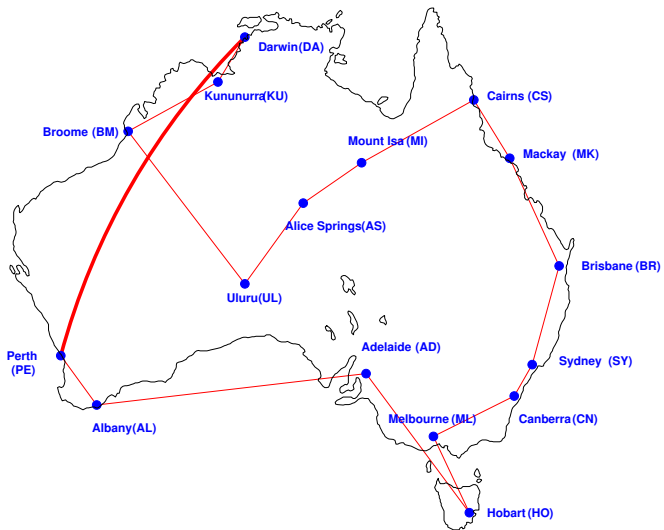 Darwin(DA)
Kununurra(KU)
Cairns (CS)
Broome (BM)
Mount Isa (MI)
Mackay (MK)
Alice Springs(AS)
Brisbane (BR)
Uluru(UL)
Adelaide (AD)
Perth
(PE)
Sydney (SY)
Melbourne (ML)
Canberra(CN)
Albany(AL)
Hobart (HO)